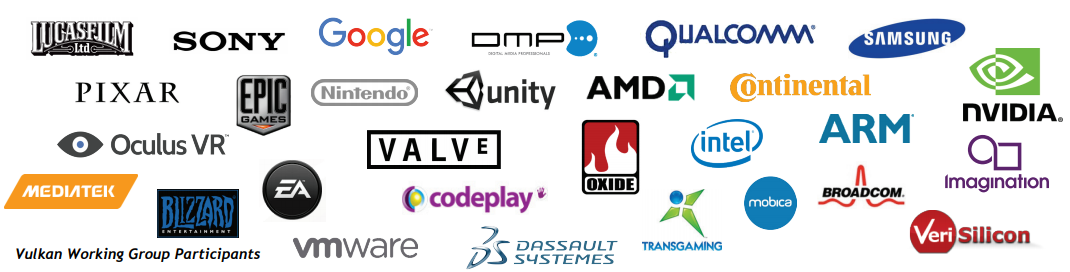 LUCASFILM
Ltd
SONY
Google
DMP
DIGITAL MEDIA PROFESSIONALS
QUALCOMM®
SAMSUNG
PIXAR
EPIC
GAMES
Nintendo®
unity
AMD
Continental
NVIDIA®
Oculus VR™
VALVE
OXIDE
intel
ARM®
Imagination
MEDIATEK
BLIZZARD
ENTERTAINMENT
EA
codeplay
TRANSGAMING
mobica
BROADCOM®
VeriSilicon
Vulkan Working Group Participants
vmware
DASSAULT
SYSTEMES